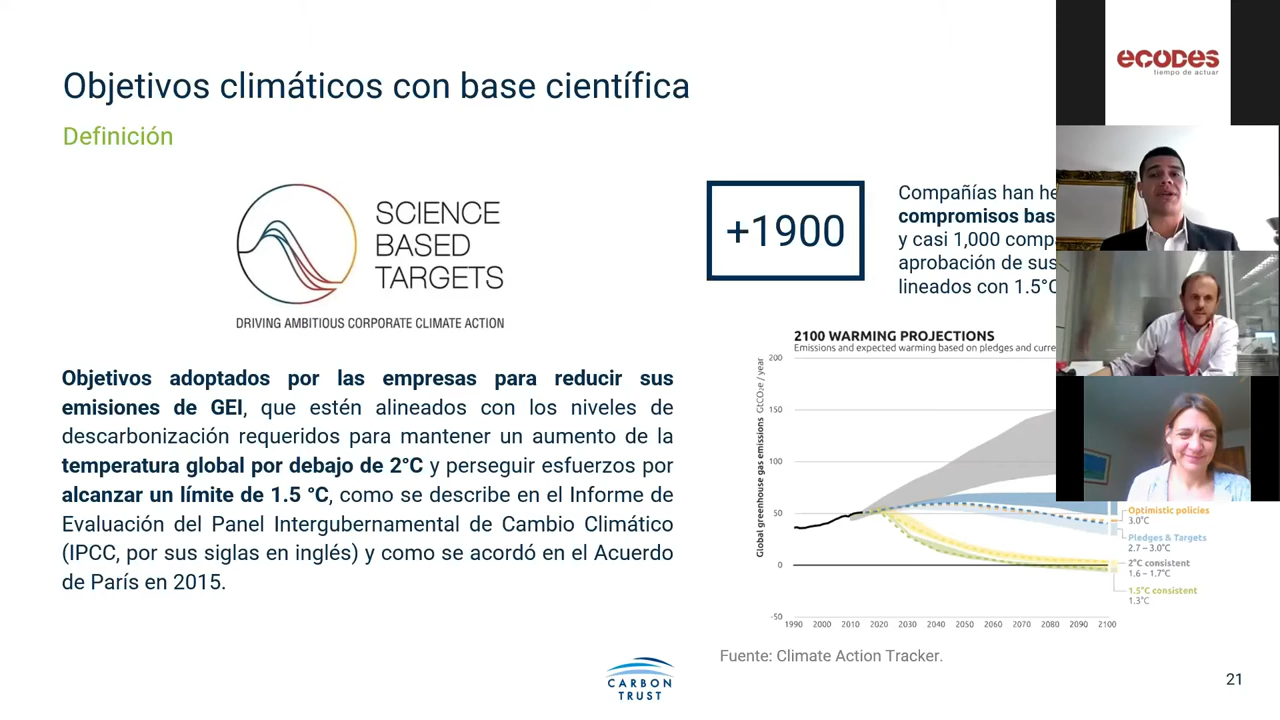 Objetivos climáticos con base científica
Definición
ecodes
tiempo de actuar
SCIENCE
BASED
TARGETS
DRIVING AMBITIOUS CORPORATE CLIMATE ACTION
+1900
Compañías han he
compromisos bas
y casi 1,000 comp
aprobación de sus
lineados con 1.5°C
Objetivos adoptados por las empresas para reducir sus
emisiones de GEI, que estén alineados con los niveles de
descarbonización requeridos para mantener un aumento de la
temperatura global por debajo de 2°C y perseguir esfuerzos por
alcanzar un límite de 1.5 °C, como se describe en el Informe de
Evaluación del Panel Intergubernamental de Cambio Climático
(IPCC, por sus siglas en inglés) y como se acordó en el Acuerdo
de París en 2015.
2100 WARMING PROJECTIONS
Emissions and expected warming based on pledges and curre
Global greenhouse gas emissions GtCO₂e / year
200
150
100
50
0
-50
1990 2000 2010 2020 2030 2040 2050 2060 2070 2080 2090 2100
Optimistic policies
3.0°C
Pledges & Targets
2.7 – 3.0°C
2°C consistent
1.6 – 1.7°C
1.5°C consistent
1.3°C
Fuente: Climate Action Tracker.
CARBON
TRUST
21